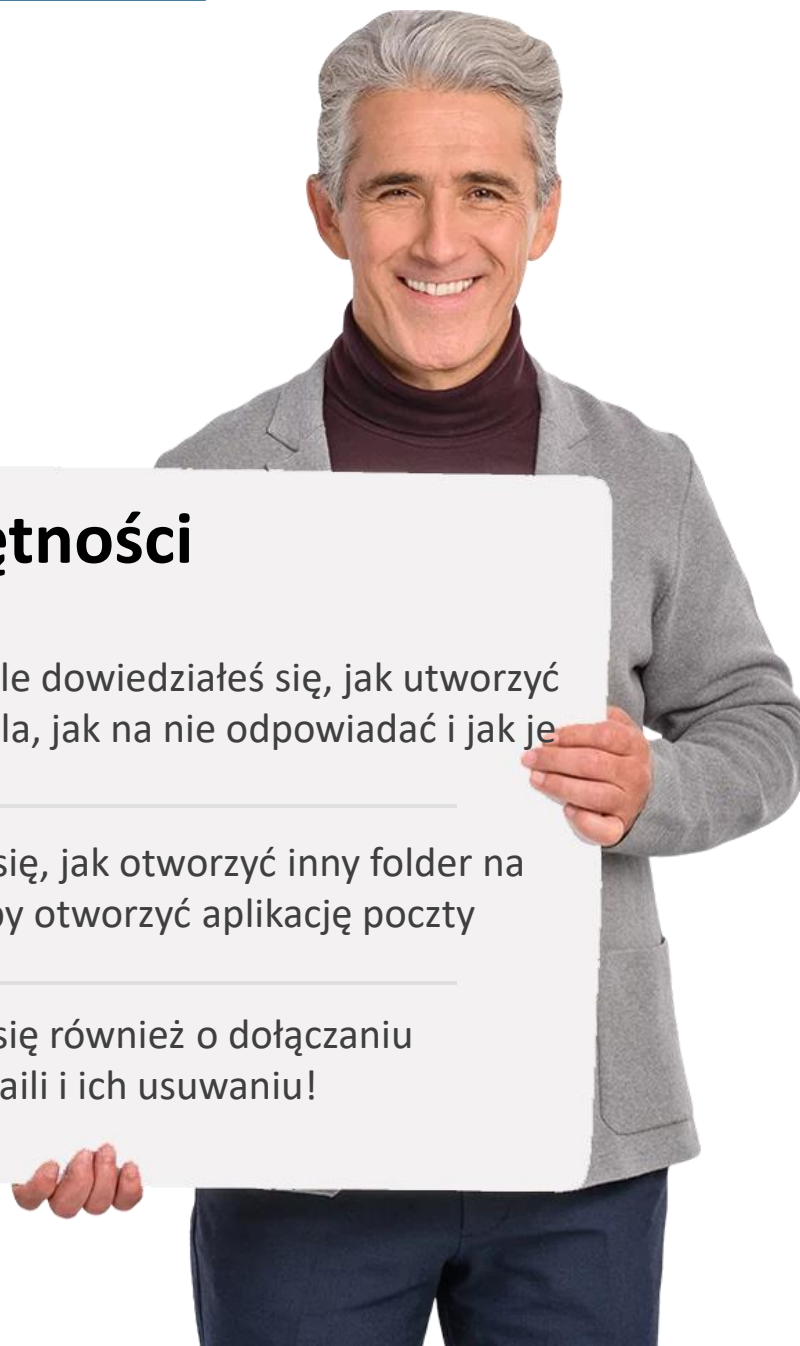 ętności
le dowiedziałeś się, jak utworzyć
la, jak na nie odpowiadać i jak je
się, jak otworzyć inny folder na
by otworzyć aplikację poczty
się również o dołączaniu
aili i ich usuwaniu!